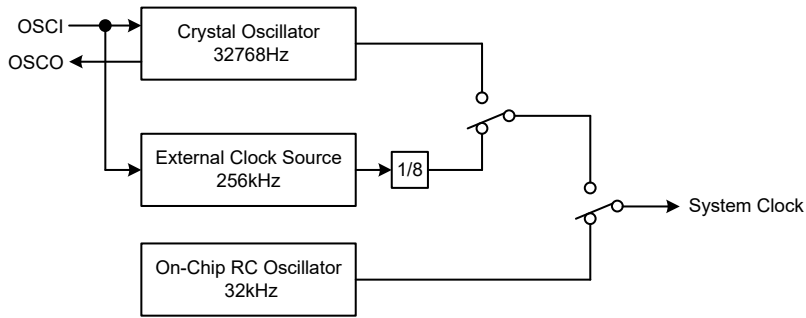 OSCI
OSCO
Crystal Oscillator
32768Hz
External Clock Source
256kHz
1/8
System Clock
On-Chip RC Oscillator
32kHz